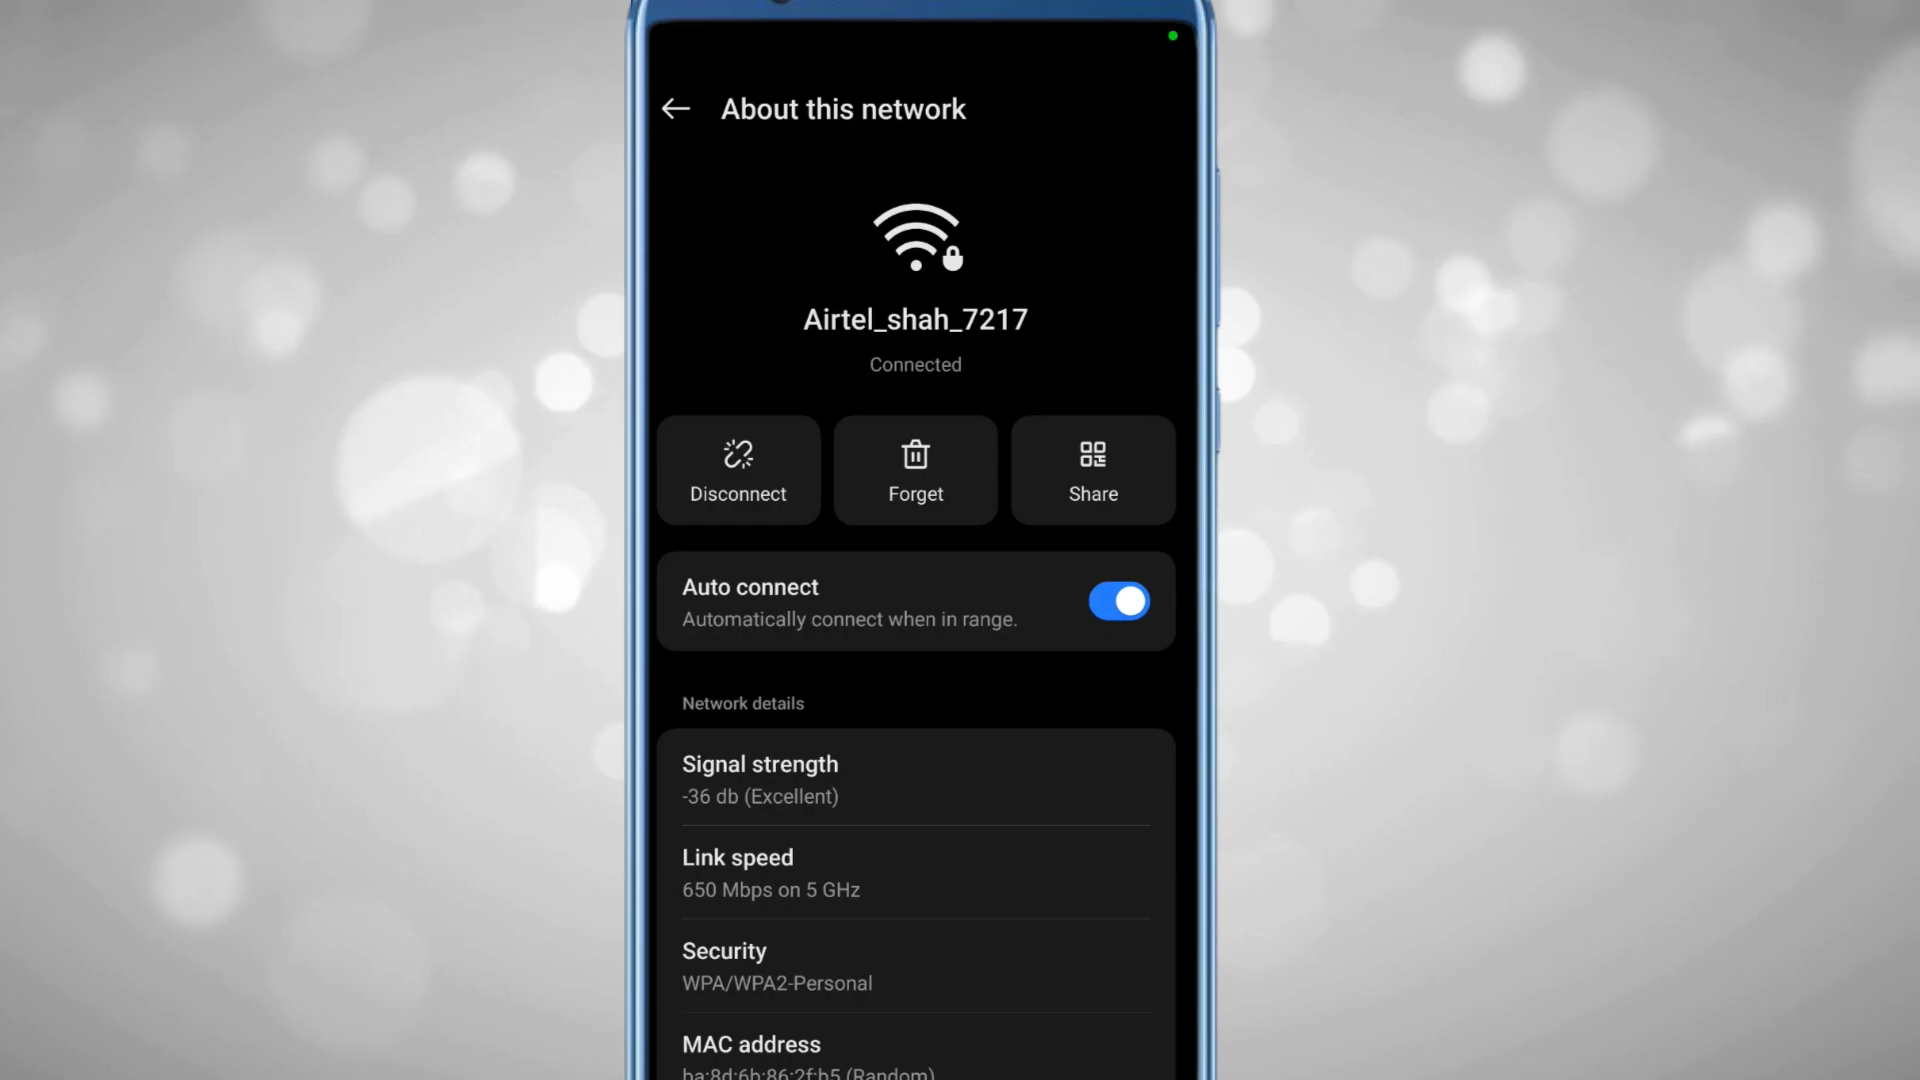 About this network
Airtel_shah_7217
Connected
Disconnect
Forget
Share
Auto connect
Automatically connect when in range.
Network details
Signal strength
-36 db (Excellent)
Link speed
650 Mbps on 5 GHz
Security
WPA/WPA2-Personal
MAC address
ba:8d:6b:86:2f:b5 (Random)